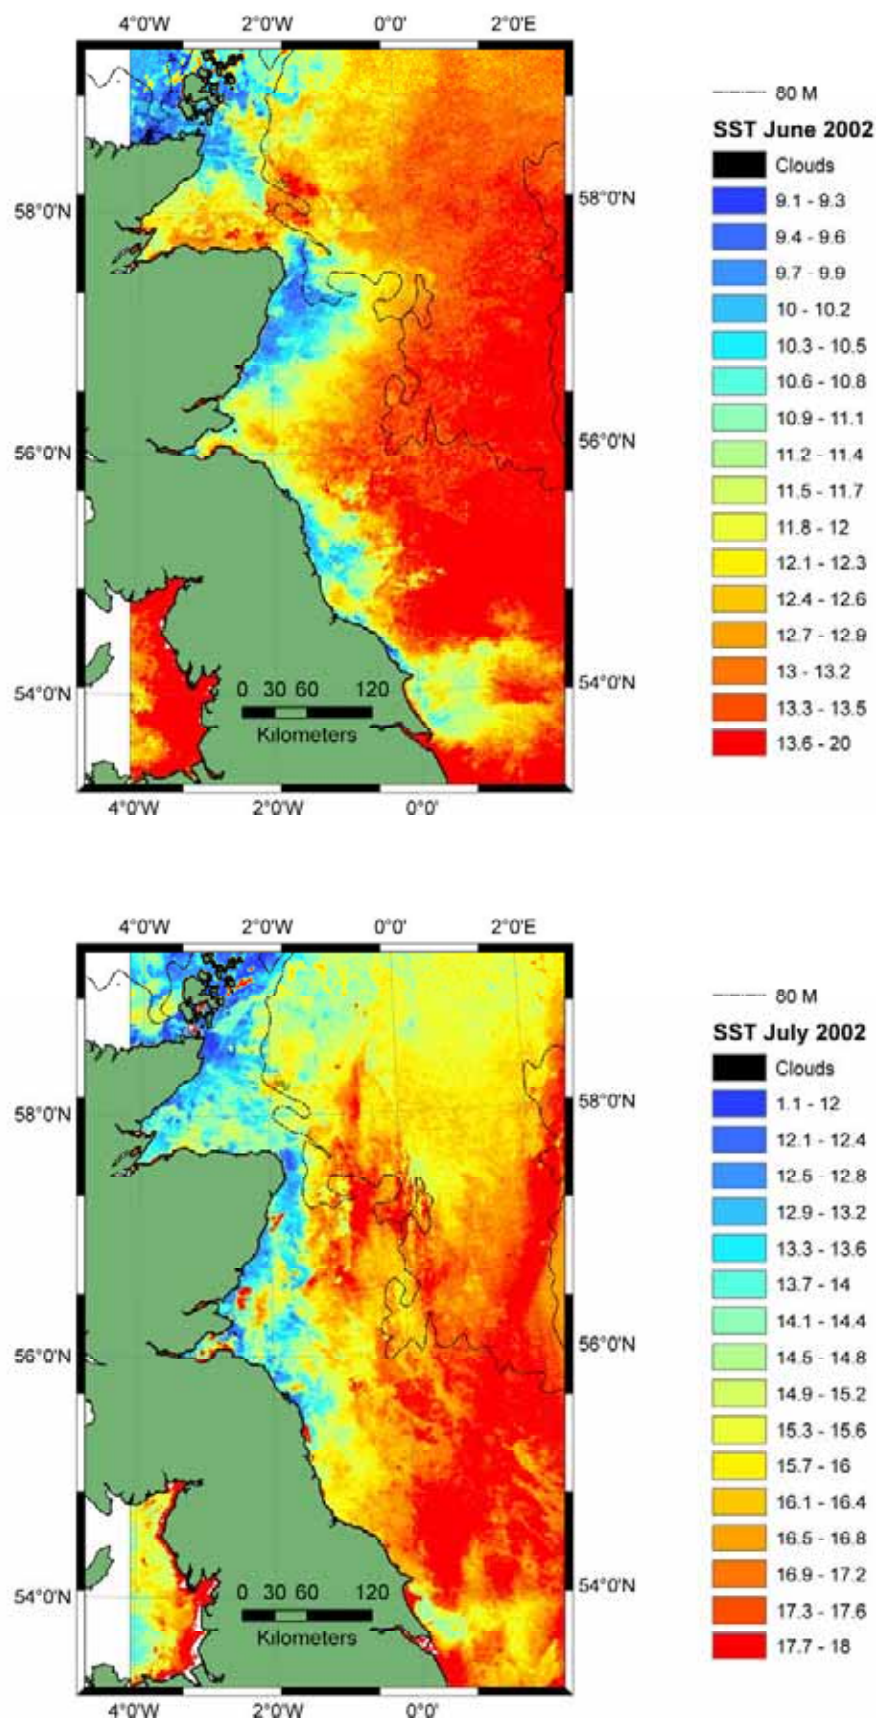 4°0'W 2°0'W 0°0' 2°0'E
58°0'N 58°0'N
56°0'N 56°0'N
54°0'N 54°0'N
0 30 60 120
Kilometers
4°0'W 2°0'W 0°0'
80 M
SST June 2002
Clouds
9.1 - 9.3
9.4 - 9.6
9.7 - 9.9
10 - 10.2
10.3 - 10.5
10.6 - 10.8
10.9 - 11.1
11.2 - 11.4
11.5 - 11.7
11.8 - 12
12.1 - 12.3
12.4 - 12.6
12.7 - 12.9
13 - 13.2
13.3 - 13.5
13.6 - 20
4°0'W 2°0'W 0°0' 2°0'E
58°0'N 58°0'N
56°0'N 56°0'N
54°0'N 54°0'N
0 30 60 120
Kilometers
4°0'W 2°0'W 0°0'
80 M
SST July 2002
Clouds
1.1 - 12
12.1 - 12.4
12.5 - 12.8
12.9 - 13.2
13.3 - 13.6
13.7 - 14
14.1 - 14.4
14.5 - 14.8
14.9 - 15.2
15.3 - 15.6
15.7 - 16
16.1 - 16.4
16.5 - 16.8
16.9 - 17.2
17.3 - 17.6
17.7 - 18